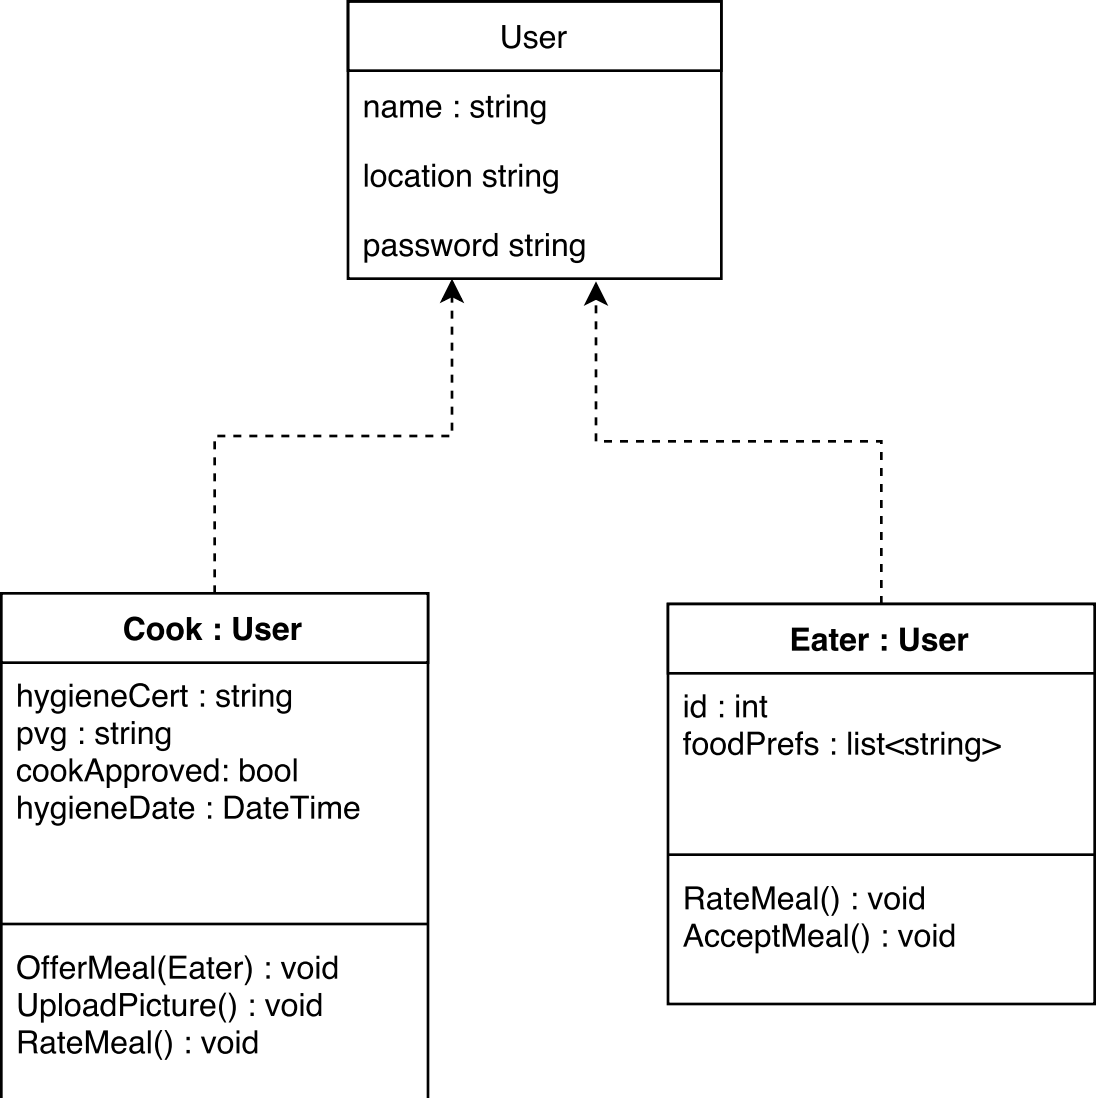 User
name : string
location string
password string
Cook : User
hygieneCert : string
pvg : string
cookApproved: bool
hygieneDate : DateTime
OfferMeal(Eater) : void
UploadPicture() : void
RateMeal() : void
Eater : User
id : int
foodPrefs : list<string>
RateMeal() : void
AcceptMeal() : void